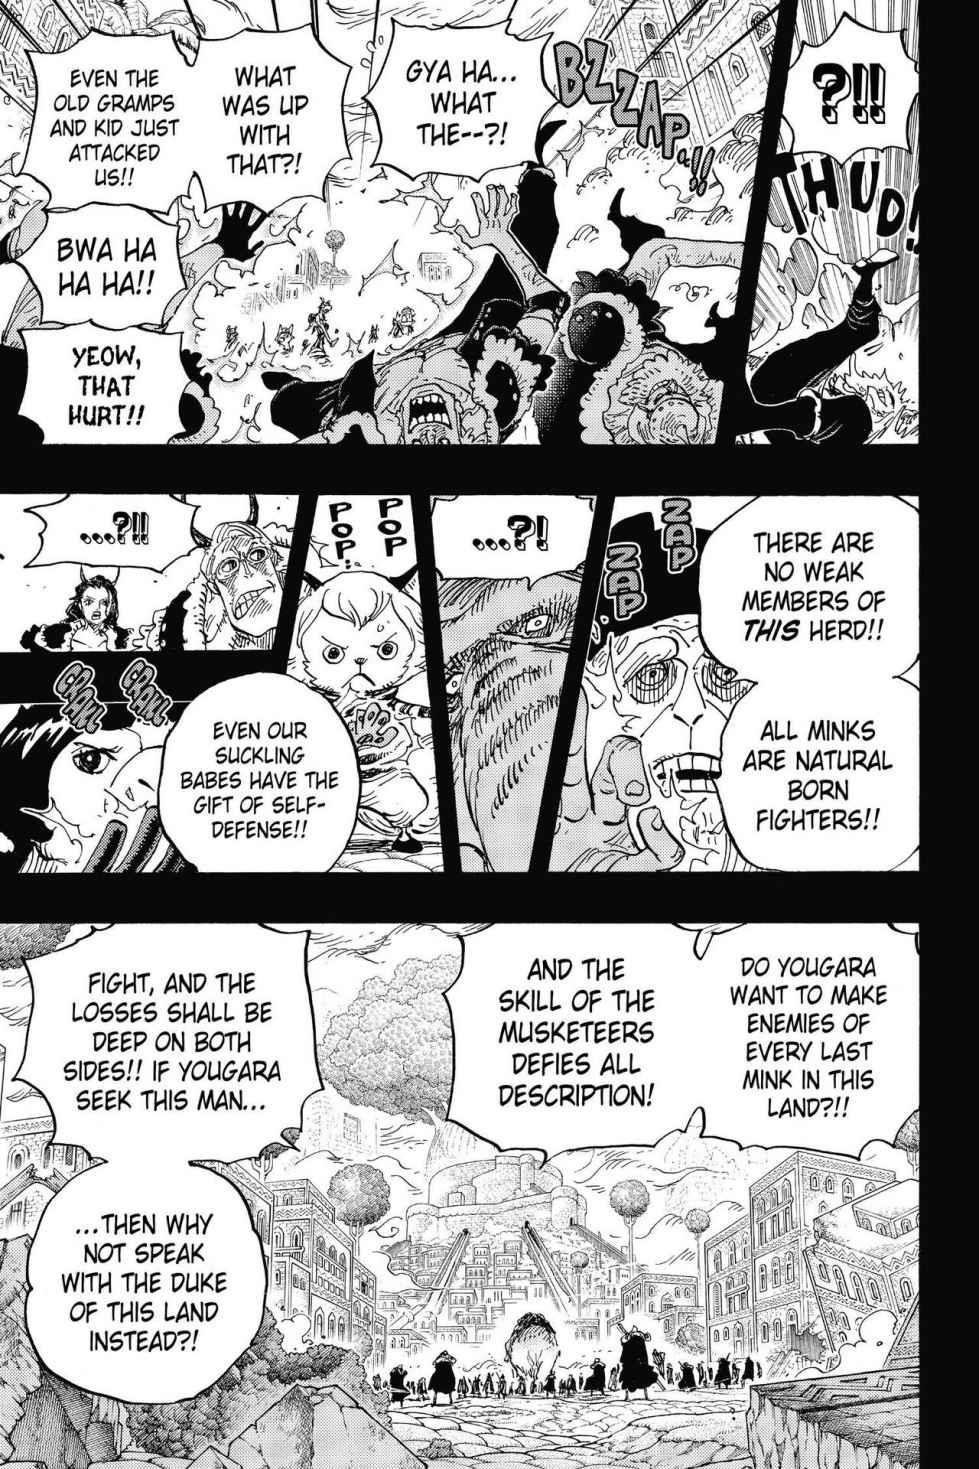 ?!!
THUD!
BZZZAP!!
GYA HA...
WHAT
THE--?!
WHAT
WAS UP
WITH
THAT?!
EVEN THE
OLD GRAMPS
AND KID JUST
ATTACKED
US!!
BWA HA
HA HA!!
YEOW,
THAT
HURT!!
THERE ARE
NO WEAK
MEMBERS OF
THIS HERD!!
ALL MINKS
ARE NATURAL
BORN
FIGHTERS!!
ZAP
ZAP
...?!
POP
POP...
EVEN OUR
SUCKLING
BABES HAVE THE
GIFT OF SELF-
DEFENSE!!
...?!!
DO YOUGARA
WANT TO MAKE
ENEMIES OF
EVERY LAST
MINK IN THIS
LAND?!!
AND THE
SKILL OF THE
MUSKETEERS
DEFIES ALL
DESCRIPTION!
FIGHT, AND THE
LOSSES SHALL BE
DEEP ON BOTH
SIDES!! IF YOUGARA
SEEK THIS MAN...
...THEN WHY
NOT SPEAK
WITH THE DUKE
OF THIS LAND
INSTEAD?!